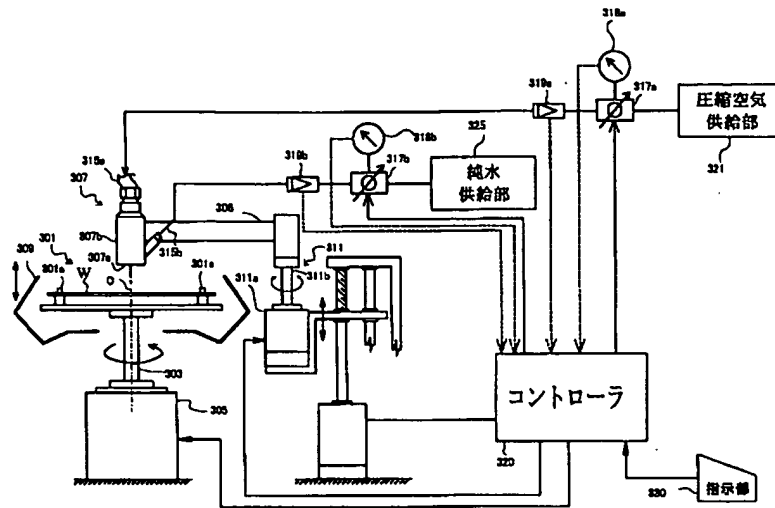 318a
319a
317a
圧縮空気
供給部
321
318b
325
315a
319b
317b
純水
供給部
307
306
307b
301
307a
315b
309
301a
W
O
301a
311
311a
311b
303
コントローラ
305
320
330
指示部